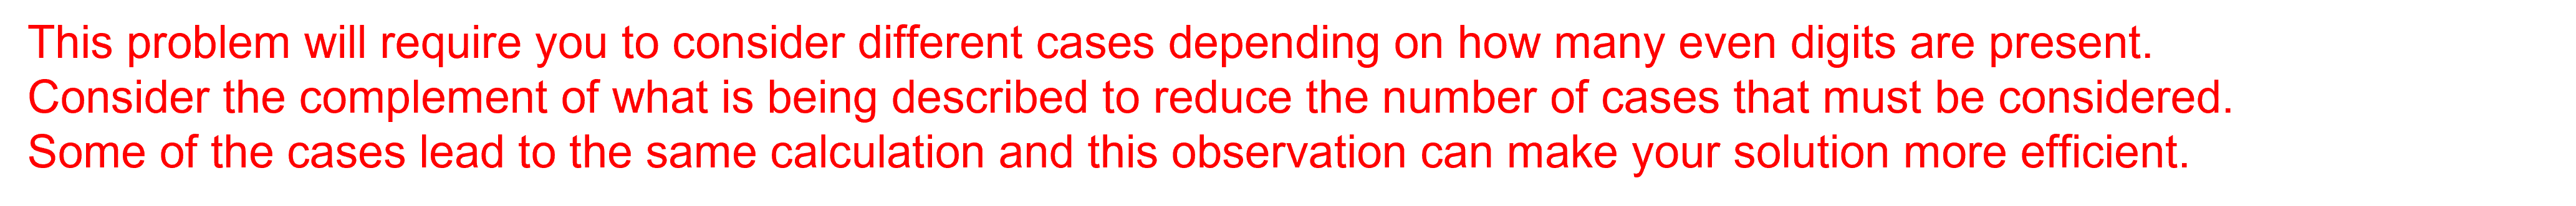 This problem will require you to consider different cases depending on how many even digits are present.
Consider the complement of what is being described to reduce the number of cases that must be considered.
Some of the cases lead to the same calculation and this observation can make your solution more efficient.